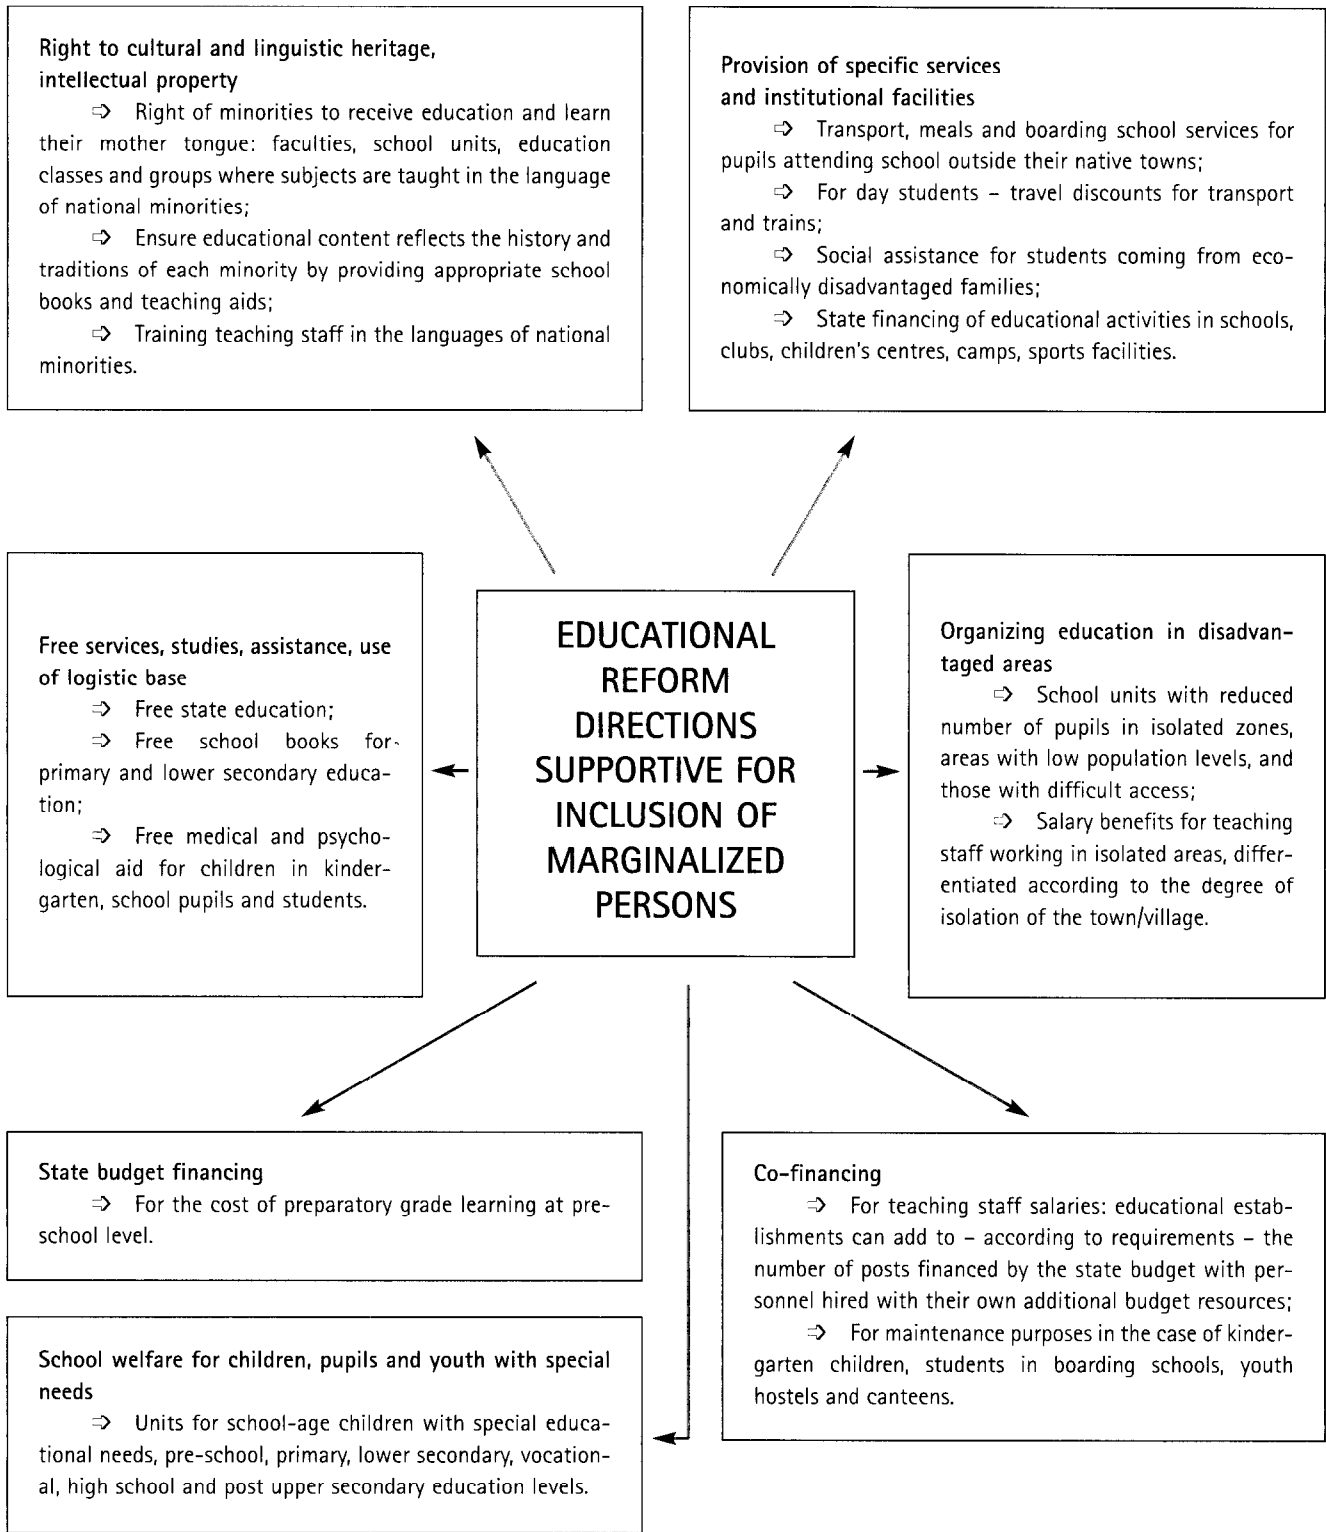 Right to cultural and linguistic heritage,
intellectual property
⇨ Right of minorities to receive education and learn
their mother tongue: faculties, school units, education
classes and groups where subjects are taught in the language
of national minorities;
⇨ Ensure educational content reflects the history and
traditions of each minority by providing appropriate school
books and teaching aids;
⇨ Training teaching staff in the languages of national
minorities.
Provision of specific services
and institutional facilities
⇨ Transport, meals and boarding school services for
pupils attending school outside their native towns;
⇨ For day students – travel discounts for transport
and trains;
⇨ Social assistance for students coming from eco-
nomically disadvantaged families;
⇨ State financing of educational activities in schools,
clubs, children's centres, camps, sports facilities.
Free services, studies, assistance, use
of logistic base
⇨ Free state education;
⇨ Free school books for
primary and lower secondary educa-
tion;
⇨ Free medical and psycho-
logical aid for children in kinder-
garten, school pupils and students.
EDUCATIONAL
REFORM
DIRECTIONS
SUPPORTIVE FOR
INCLUSION OF
MARGINALIZED
PERSONS
Organizing education in disadvan-
taged areas
⇨ School units with reduced
number of pupils in isolated zones,
areas with low population levels, and
those with difficult access;
⇨ Salary benefits for teaching
staff working in isolated areas, differ-
entiated according to the degree of
isolation of the town/village.
State budget financing
⇨ For the cost of preparatory grade learning at pre-
school level.
School welfare for children, pupils and youth with special
needs
⇨ Units for school-age children with special educa-
tional needs, pre-school, primary, lower secondary, vocation-
al, high school and post upper secondary education levels.
Co-financing
⇨ For teaching staff salaries: educational estab-
lishments can add to – according to requirements – the
number of posts financed by the state budget with per-
sonnel hired with their own additional budget resources;
⇨ For maintenance purposes in the case of kinder-
garten children, students in boarding schools, youth
hostels and canteens.